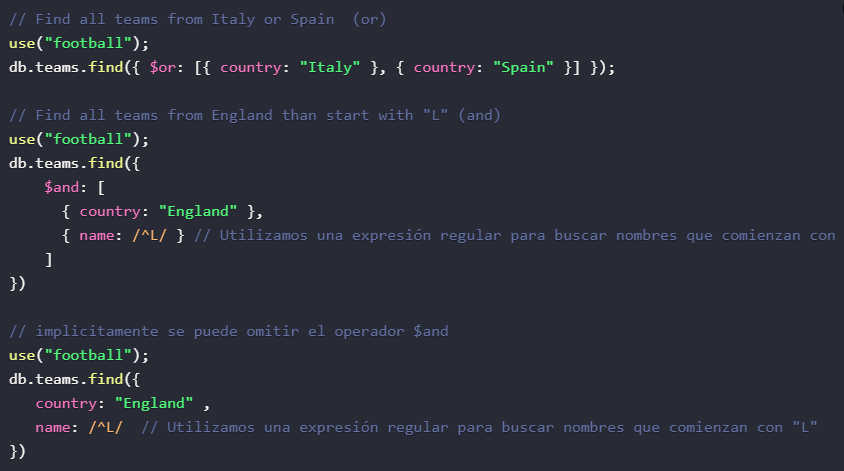 // Find all teams from Italy or Spain  (or)
use("football");
db.teams.find({ $or: [{ country: "Italy" }, { country: "Spain" }] });

// Find all teams from England than start with "L" (and)
use("football");
db.teams.find({
    $and: [
      { country: "England" },
      { name: /^L/ } // Utilizamos una expresión regular para buscar nombres que comienzan con
    ]
})

// implicitamente se puede omitir el operador $and
use("football");
db.teams.find({
   country: "England" ,
   name: /^L/  // Utilizamos una expresión regular para buscar nombres que comienzan con "L"
})